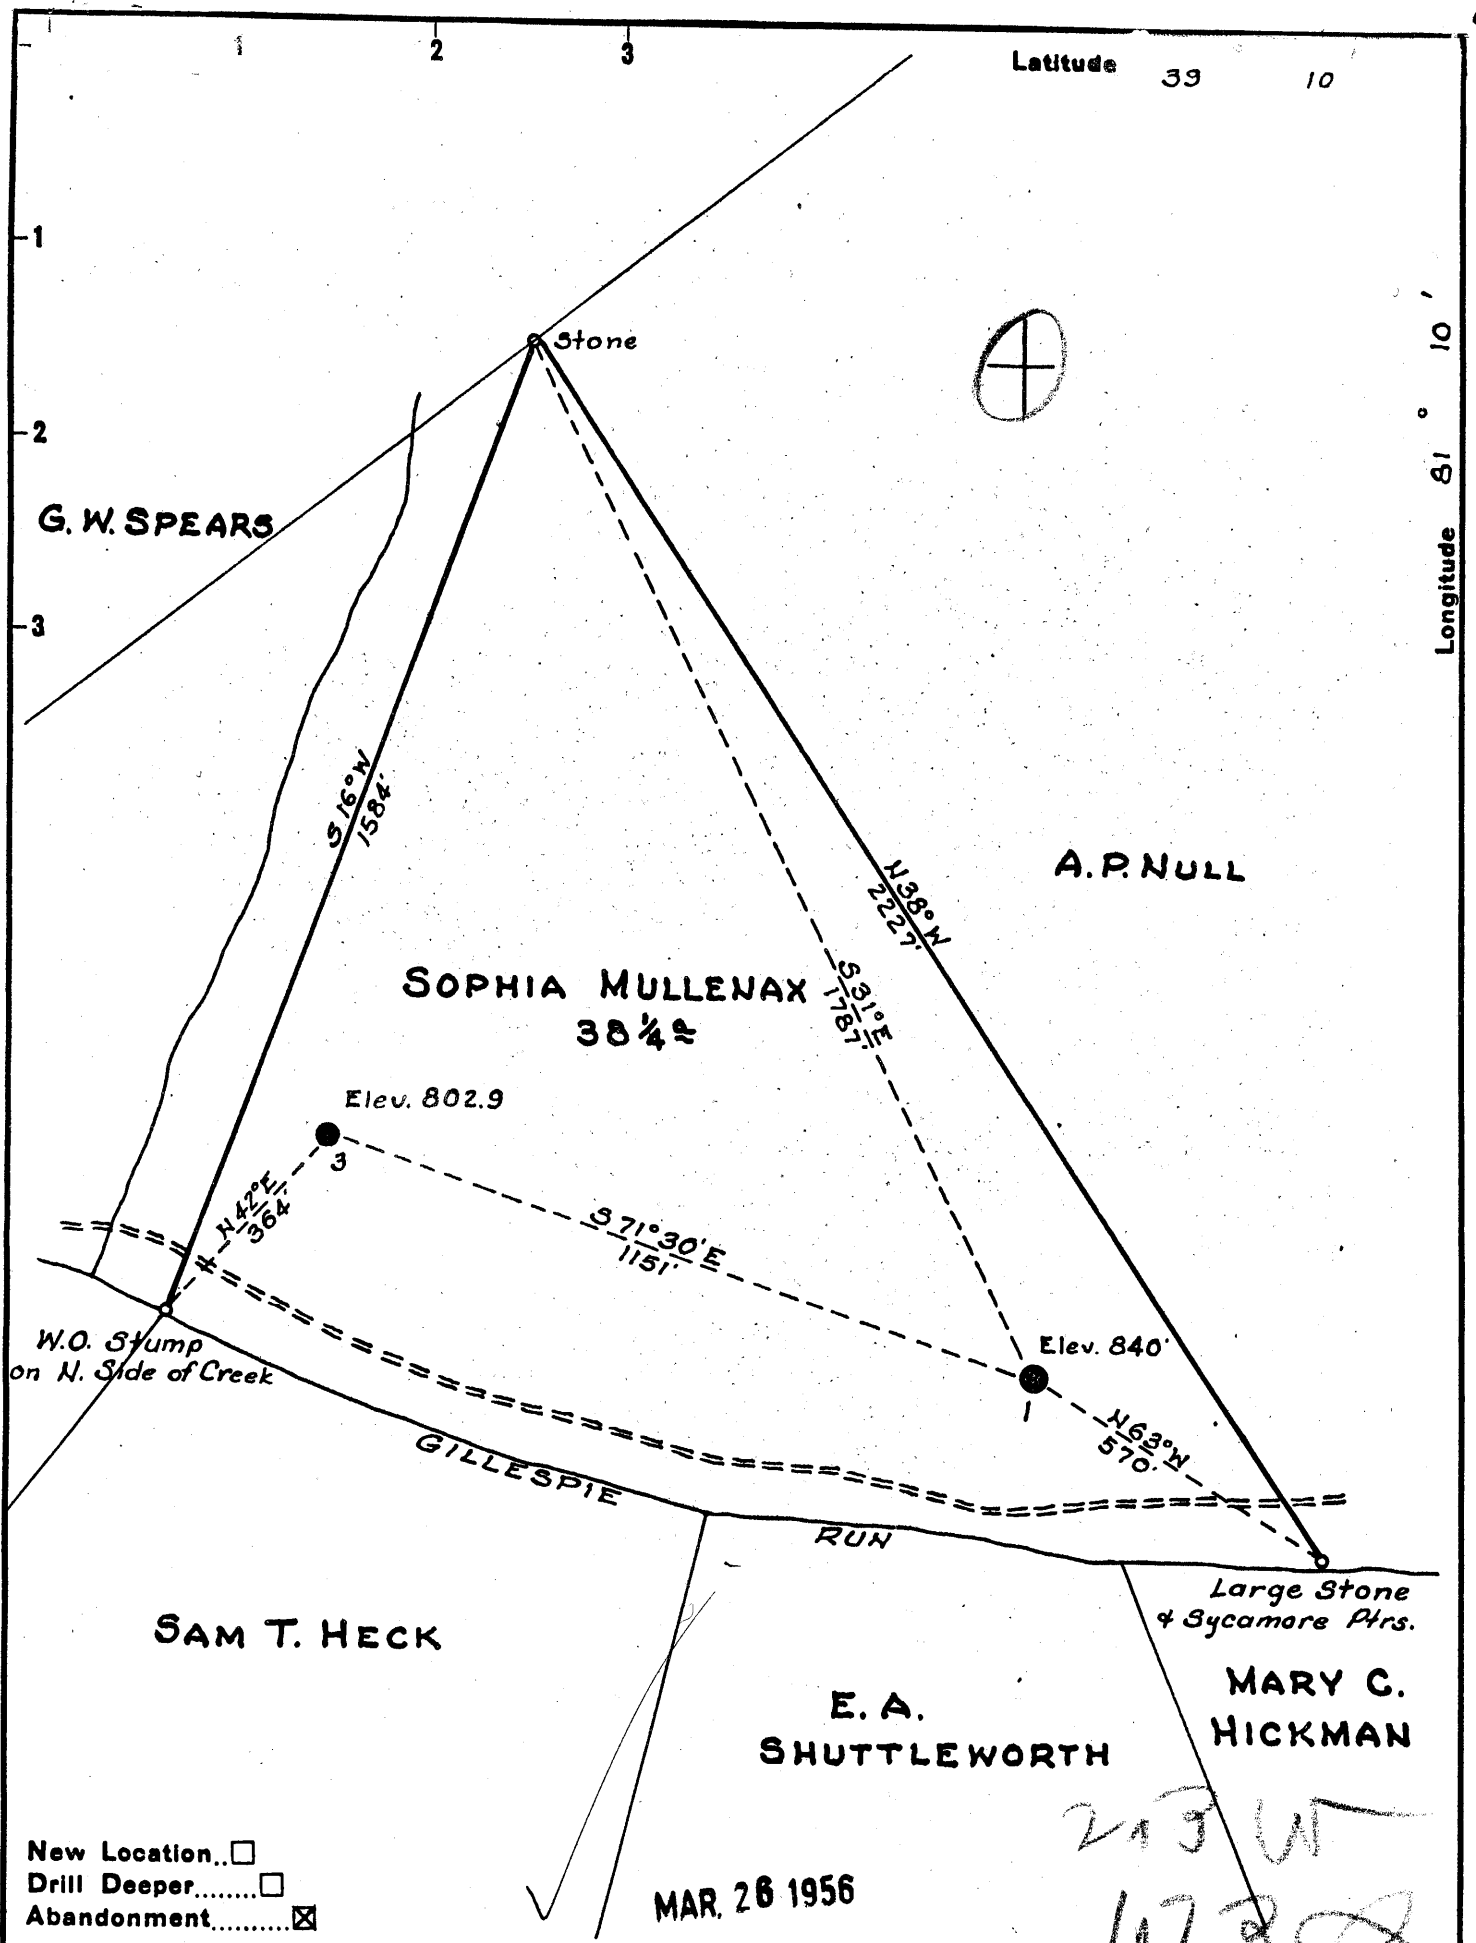 1 2 3
Latitude 39 10
1
2
3
Stone
Longitude 81 ° 10 '
G. W. SPEARS
S 16° W
1584'
A. P. NULL
N 38° W
2227'
S 31° E
1787'
SOPHIA MULLENAX
38 1/4 a
Elev. 802.9
3
N 42° E
364'
S 71° 30' E
1151'
W.O. Stump
on N. Side of Creek
Elev. 840'
1
N 63° W
570'
GILLESPIE RUN
Large Stone
& Sycamore Ptrs.
SAM T. HECK
E. A.
SHUTTLEWORTH
MARY C.
HICKMAN
New Location..☐
Drill Deeper........☐
Abandonment..........☒
MAR. 26 1956